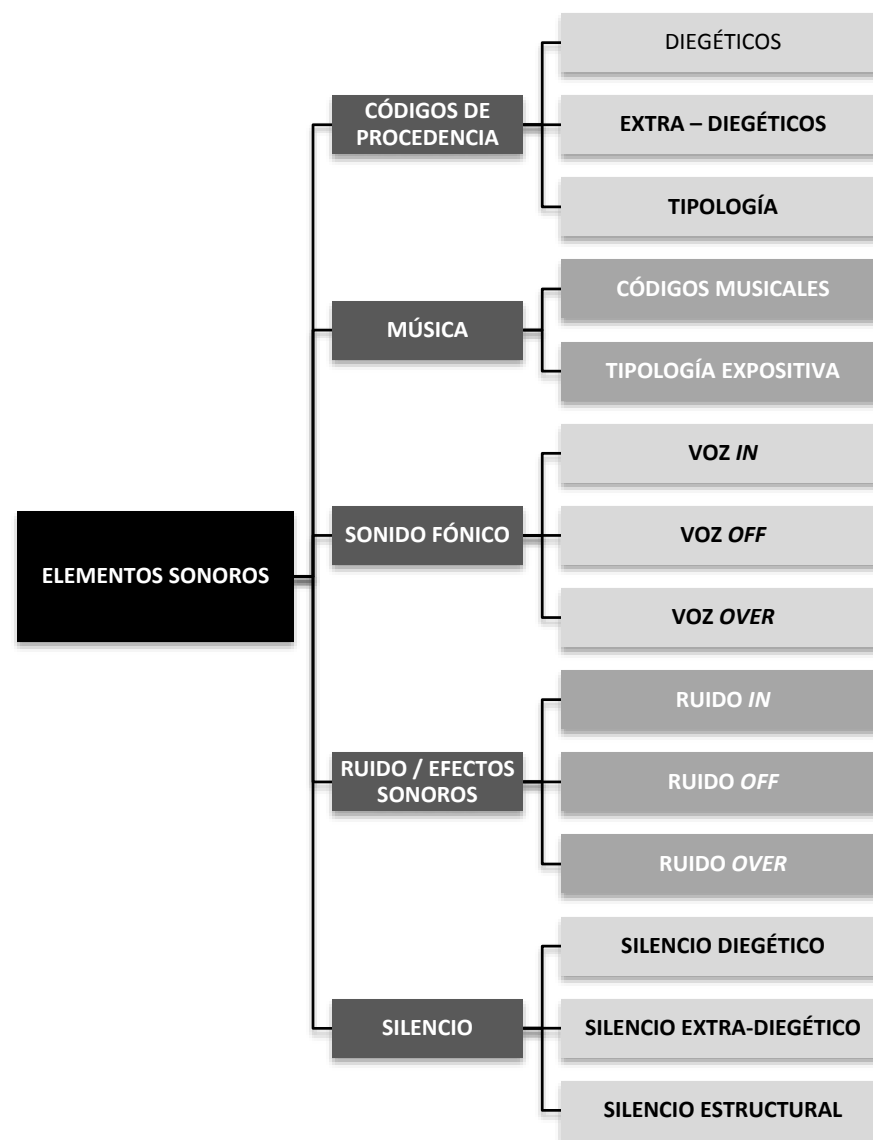 ELEMENTOS SONOROS
CÓDIGOS DE
PROCEDENCIA
DIEGÉTICOS
EXTRA – DIEGÉTICOS
TIPOLOGÍA
MÚSICA
CÓDIGOS MUSICALES
TIPOLOGÍA EXPOSITIVA
SONIDO FÓNICO
VOZ IN
VOZ OFF
VOZ OVER
RUIDO / EFECTOS
SONOROS
RUIDO IN
RUIDO OFF
RUIDO OVER
SILENCIO
SILENCIO DIEGÉTICO
SILENCIO EXTRA-DIEGÉTICO
SILENCIO ESTRUCTURAL